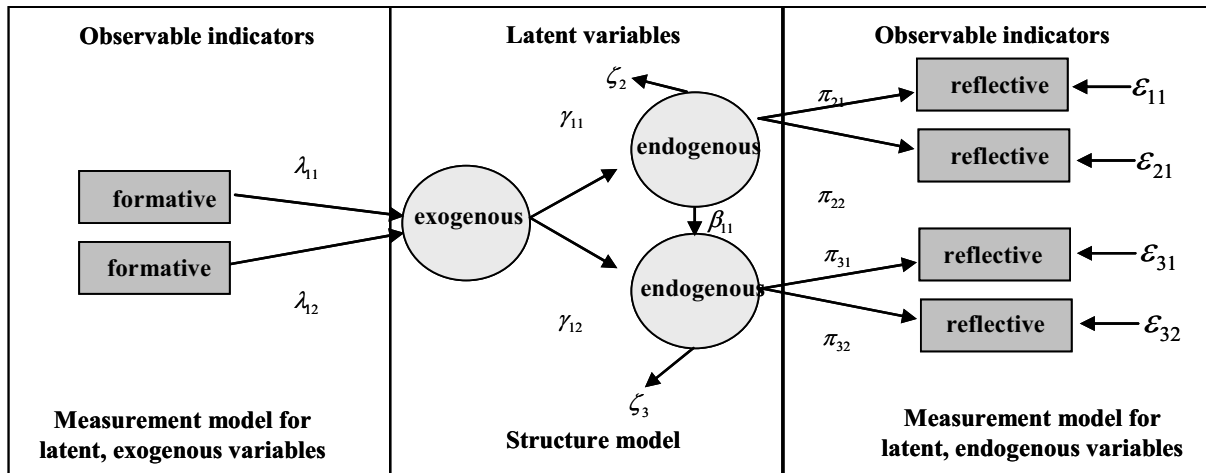 Observable indicators
λ11
formative
formative
λ12
Measurement model for
latent, exogenous variables
Latent variables
ζ2
γ11
endogenous
exogenous
β11
endogenous
γ12
ζ3
Structure model
Observable indicators
π21
reflective
ε11
reflective
ε21
π22
π31
reflective
ε31
reflective
ε32
π32
Measurement model for
latent, endogenous variables